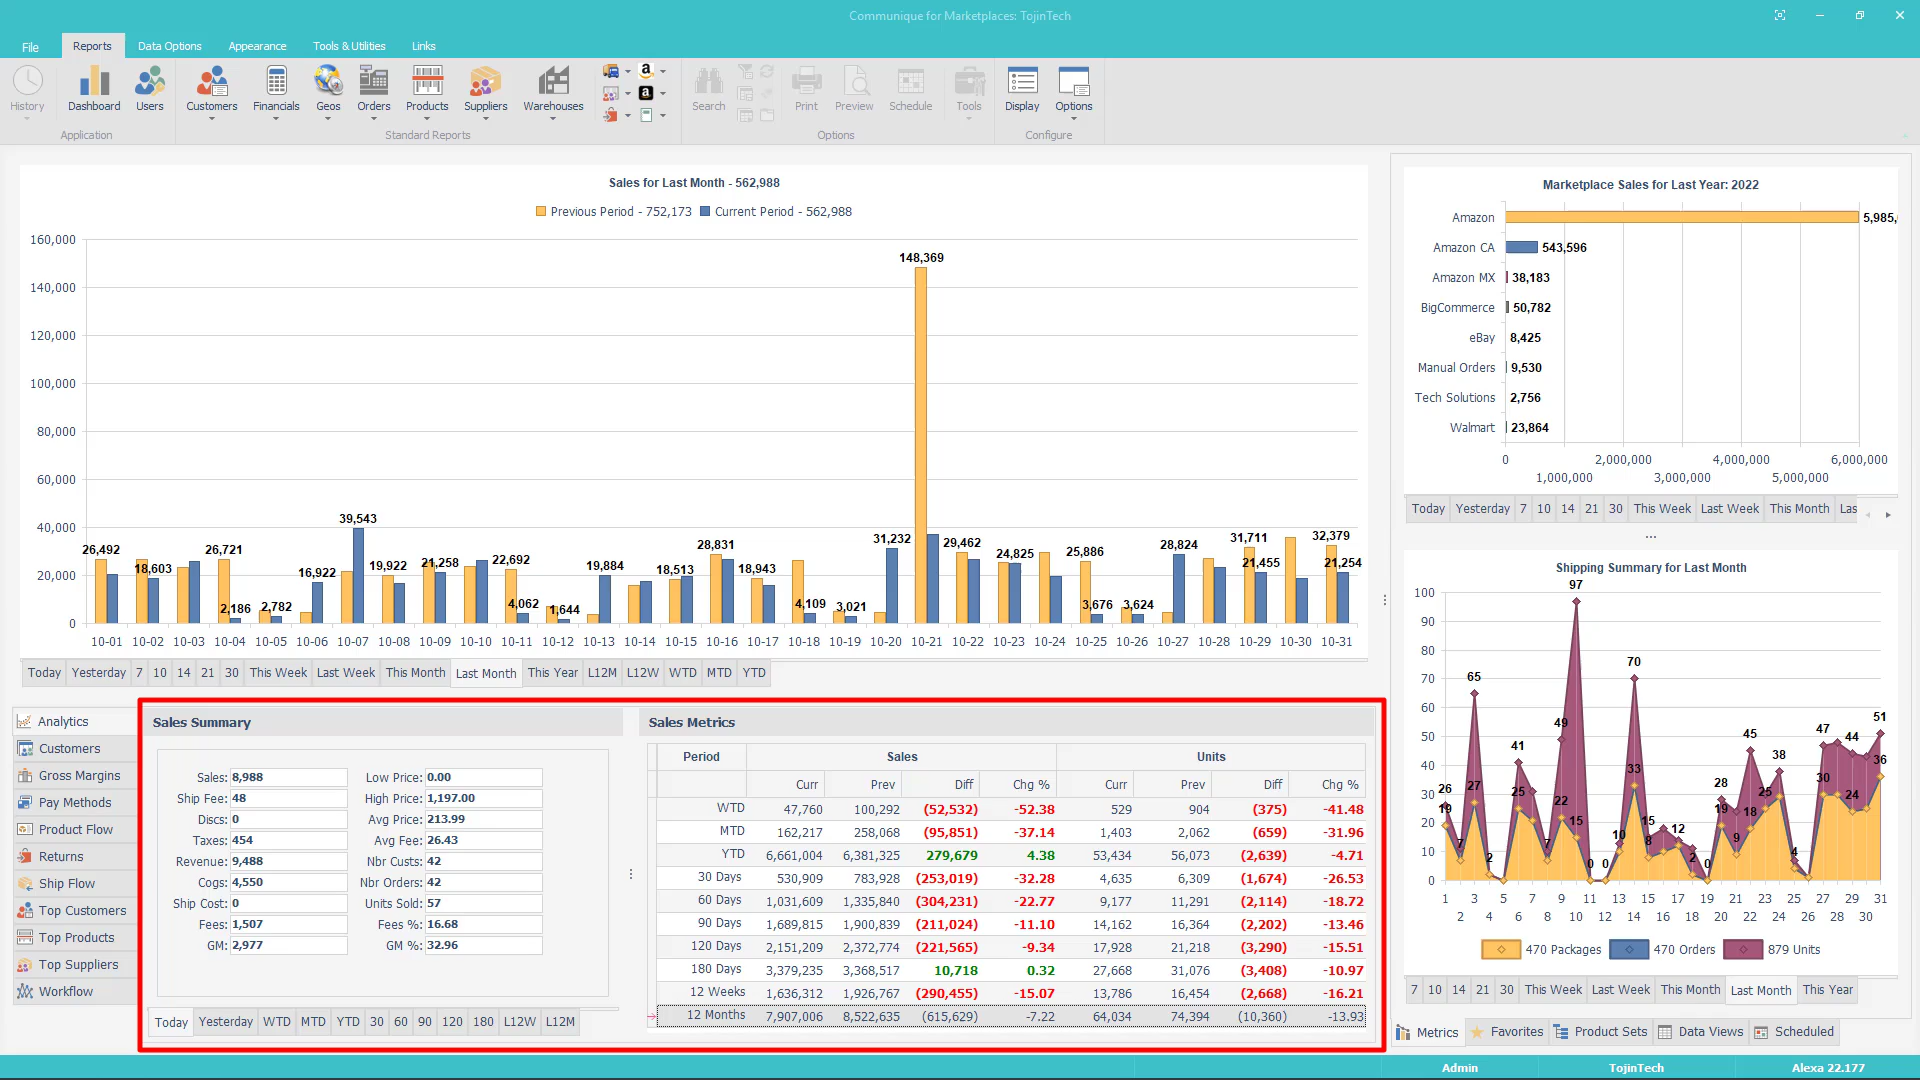 Communique for Marketplaces: TojinTech
File Reports Data Options Appearance Tools & Utilities Links
History Dashboard Users Customers Financials Geos Orders Products Suppliers Warehouses Search Print Preview Schedule Tools Display Options
Application Standard Reports Options Configure
Sales for Last Month - 562,988
Previous Period - 752,173 Current Period - 562,988
160,000
140,000
120,000
100,000
80,000
60,000
40,000
20,000
0
148,369
39,543
26,492 18,603 26,721 2,186 2,782 16,922 19,922 21,258 22,692 4,062 1,644 19,884 18,513 28,831 18,943 4,109 3,021 31,232 29,462 24,825 25,886 3,676 3,624 28,824 31,711 21,455 32,379 21,254
10-01 10-02 10-03 10-04 10-05 10-06 10-07 10-08 10-09 10-10 10-11 10-12 10-13 10-14 10-15 10-16 10-17 10-18 10-19 10-20 10-21 10-22 10-23 10-24 10-25 10-26 10-27 10-28 10-29 10-30 10-31
Today Yesterday 7 10 14 21 30 This Week Last Week This Month Last Month This Year L12M L12W WTD MTD YTD
Analytics
Customers
Gross Margins
Pay Methods
Product Flow
Returns
Ship Flow
Top Customers
Top Products
Top Suppliers
Workflow
Sales Summary
Sales: 8,988 Low Price: 0.00
Ship Fee: 48 High Price: 1,197.00
Discs: 0 Avg Price: 213.99
Taxes: 454 Avg Fee: 26.43
Revenue: 9,488 Nbr Custs: 42
Cogs: 4,550 Nbr Orders: 42
Ship Cost: 0 Units Sold: 57
Fees: 1,507 Fees %: 16.68
GM: 2,977 GM %: 32.96
Today Yesterday WTD MTD YTD 30 60 90 120 180 L12W L12M
Sales Metrics
Period Sales Units
Curr Prev Diff Chg % Curr Prev Diff Chg %
WTD 47,760 100,292 (52,532) -52.38 529 904 (375) -41.48
MTD 162,217 258,068 (95,851) -37.14 1,403 2,062 (659) -31.96
YTD 6,661,004 6,381,325 279,679 4.38 53,434 56,073 (2,639) -4.71
30 Days 530,909 783,928 (253,019) -32.28 4,635 6,309 (1,674) -26.53
60 Days 1,031,609 1,335,840 (304,231) -22.77 9,177 11,291 (2,114) -18.72
90 Days 1,689,815 1,900,839 (211,024) -11.10 14,162 16,364 (2,202) -13.46
120 Days 2,151,209 2,372,774 (221,565) -9.34 17,928 21,218 (3,290) -15.51
180 Days 3,379,235 3,368,517 10,718 0.32 27,668 31,076 (3,408) -10.97
12 Weeks 1,636,312 1,926,767 (290,455) -15.07 13,786 16,454 (2,668) -16.21
12 Months 7,907,006 8,522,635 (615,629) -7.22 64,034 74,394 (10,360) -13.93
Marketplace Sales for Last Year: 2022
Amazon 5,985,
Amazon CA 543,596
Amazon MX 38,183
BigCommerce 50,782
eBay 8,425
Manual Orders 9,530
Tech Solutions 2,756
Walmart 23,864
0 2,000,000 4,000,000 6,000,000
1,000,000 3,000,000 5,000,000
Today Yesterday 7 10 14 21 30 This Week Last Week This Month Las
Shipping Summary for Last Month
100
90
80
70
60
50
40
30
20
10
0
26 19 7 65 27 2 41 25 7 49 22 97 15 0 0 10 70 33 15 8 12 2 0 28 19 9 45 18 25 38 4 47 30 44 24 51 36
1 3 5 7 9 11 13 15 17 19 21 23 25 27 29 31
2 4 6 8 10 12 14 16 18 20 22 24 26 28 30
470 Packages 470 Orders 879 Units
7 10 14 21 30 This Week Last Week This Month Last Month This Year
Metrics Favorites Product Sets Data Views Scheduled
Admin TojinTech Alexa 22.177